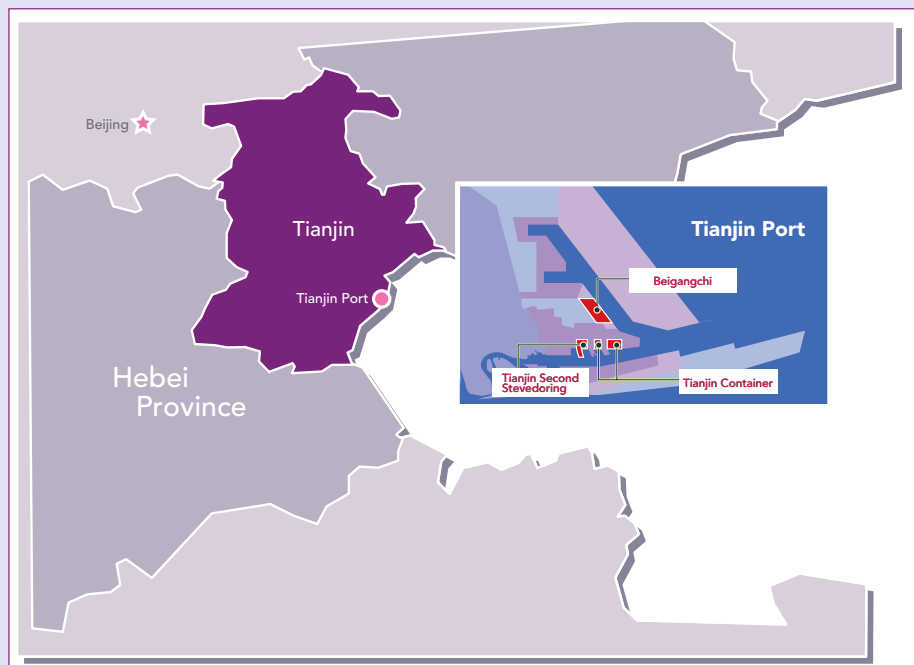 Beijing
Tianjin
Tianjin Port
Hebei
Province
Tianjin Port
Beigangchi
Tianjin Second
Stevedoring
Tianjin Container